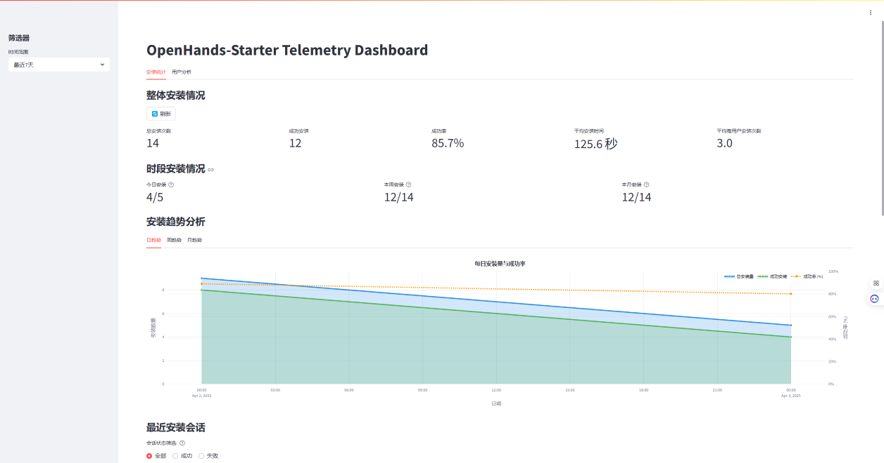 筛选器
时间范围
最近7天
OpenHands-Starter Telemetry Dashboard
安装统计 用户分析
整体安装情况
刷新
总安装次数 成功安装 成功率 平均安装时间 平均每用户安装次数
14 12 85.7% 125.6 秒 3.0
时段安装情况
今日安装 本周安装 本月安装
4/5 12/14 12/14
安装趋势分析
日趋势 周趋势 月趋势
每日安装量与成功率
总安装量 成功安装 成功率 (%)
100%
8 80%
6 60%
4 40%
2 20%
0 0%
安装数量
成功率 (%)
00:00 03:00 06:00 09:00 12:00 15:00 18:00 21:00 00:00
Apr 2, 2025 Apr 3, 2025
日期
最近安装会话
安装状态筛选:
全部 成功 失败